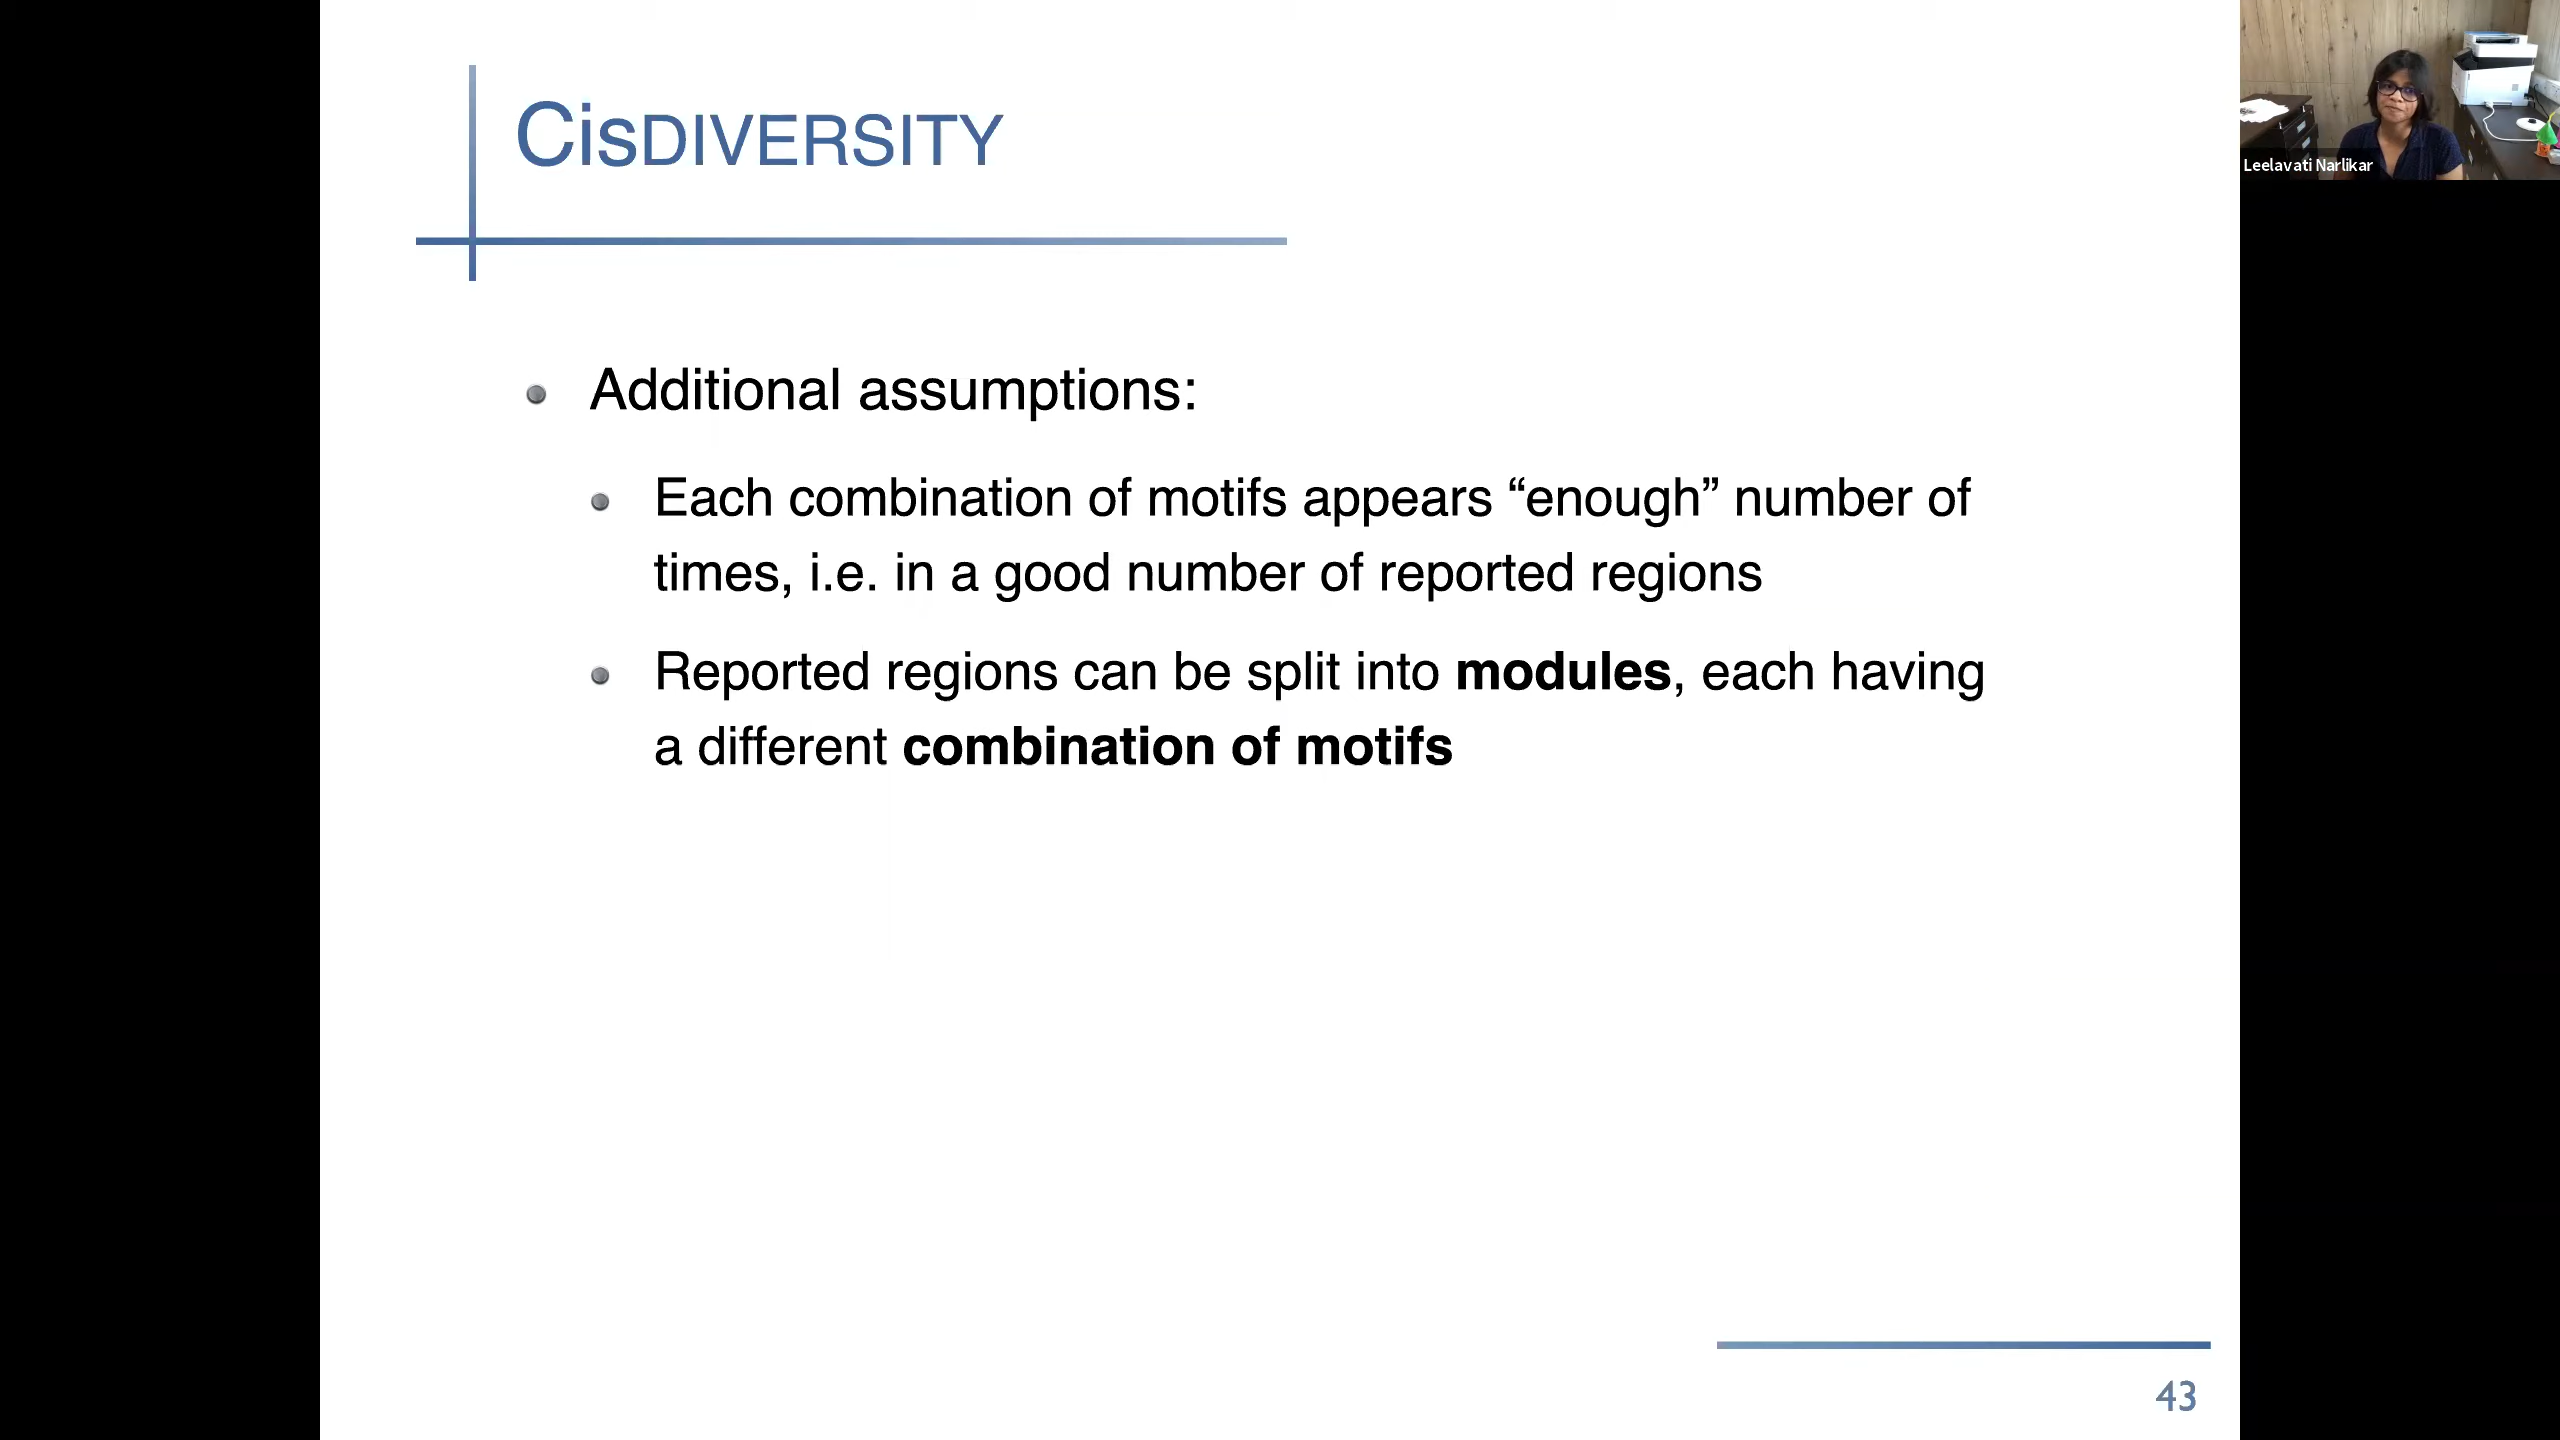 CisDIVERSITY
Additional assumptions:
Each combination of motifs appears “enough” number of
times, i.e. in a good number of reported regions
Reported regions can be split into modules, each having
a different combination of motifs
43
Leelavati Narlikar